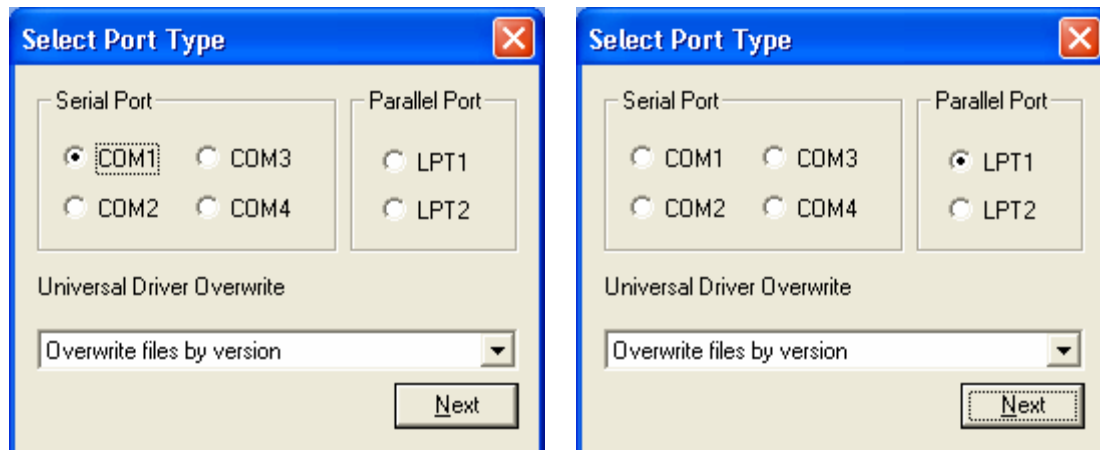 Select Port Type
Serial Port
Parallel Port
COM1 COM3
LPT1
COM2 COM4
LPT2
Universal Driver Overwrite
Overwrite files by version
Next
Select Port Type
Serial Port
Parallel Port
COM1 COM3
LPT1
COM2 COM4
LPT2
Universal Driver Overwrite
Overwrite files by version
Next